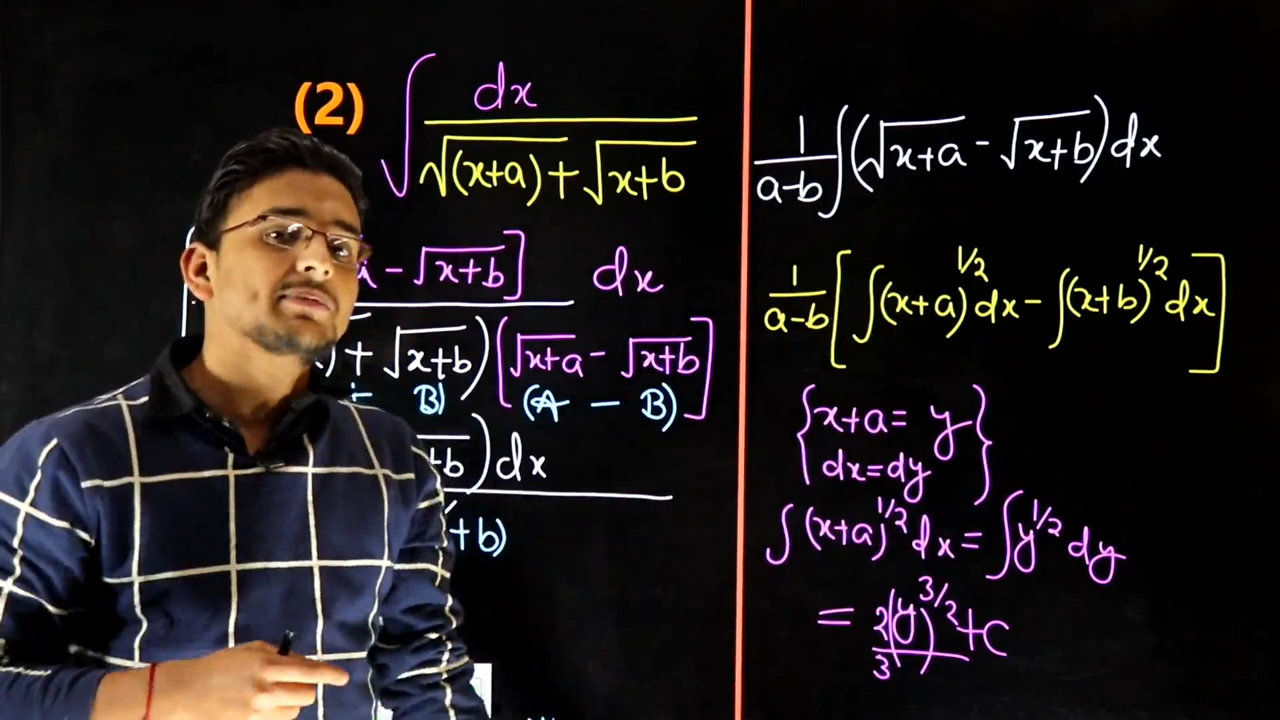 (2) ∫ dx / √(x+a) + √x+b
- √x+b ] dx
+ √x+b ) [ √x+a - √x+b ]
B) (A - B)
+b ) dx
+b)
1/a-b ∫ ( √x+a - √x+b ) dx
1/a-b [ ∫ (x+a)^1/2 dx - ∫ (x+b)^1/2 dx ]
{ x+a = y
dx = dy }
∫ (x+a)^1/2 dx = ∫ y^1/2 dy
= 2(y)^3/2 / 3 + C